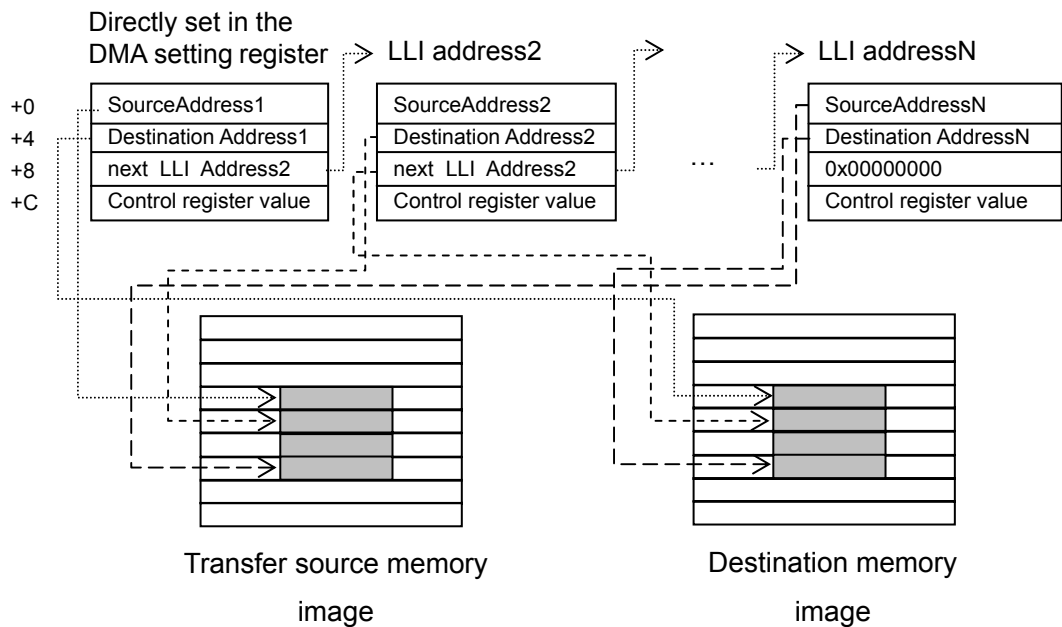 Directly set in the
DMA setting register
LLI address2
LLI addressN
+0
SourceAddress1
SourceAddress2
SourceAddressN
+4
Destination Address1
Destination Address2
Destination AddressN
+8
next LLI Address2
next LLI Address2
...
0x00000000
+C
Control register value
Control register value
Control register value
Transfer source memory
image
Destination memory
image